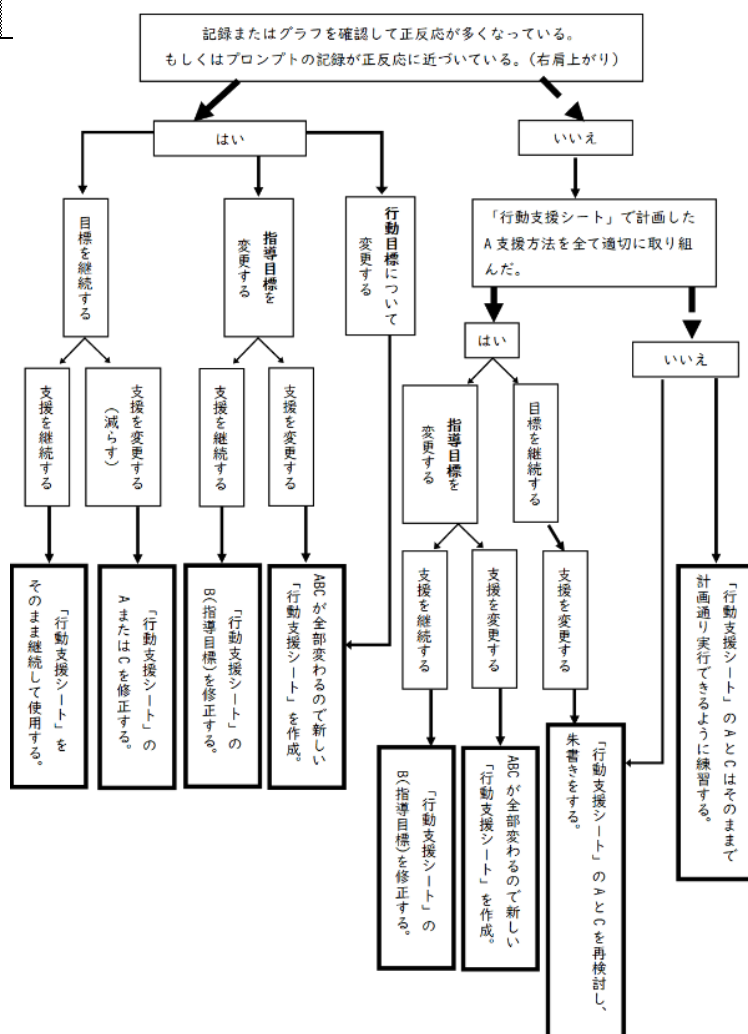 記録またはグラフを確認して正反応が多くなっている。
もしくはプロンプトの記録が正反応に近づいている。(右肩上がり)
はい
いいえ
目標を継続する
指導目標を
変更する
行動目標について
変更する
「行動支援シート」で計画した
A支援方法を全て適切に取り組
んだ。
はい
いいえ
支援を継続する
支援を変更する
(減らす)
支援を継続する
支援を変更する
指導目標を
変更する
目標を継続する
支援を継続する
支援を変更する
支援を変更する
「行動支援シート」を
そのまま継続して使用する。
「行動支援シート」の
AまたはCを修正する。
「行動支援シート」の
B(指導目標)を修正する。
ABCが全部変わるので新しい
「行動支援シート」を作成。
「行動支援シート」の
B(指導目標)を修正する。
ABCが全部変わるので新しい
「行動支援シート」を作成。
「行動支援シート」のAとCを再検討し、
朱書きをする。
「行動支援シート」のAとCはそのままで
計画通り実行できるように練習する。